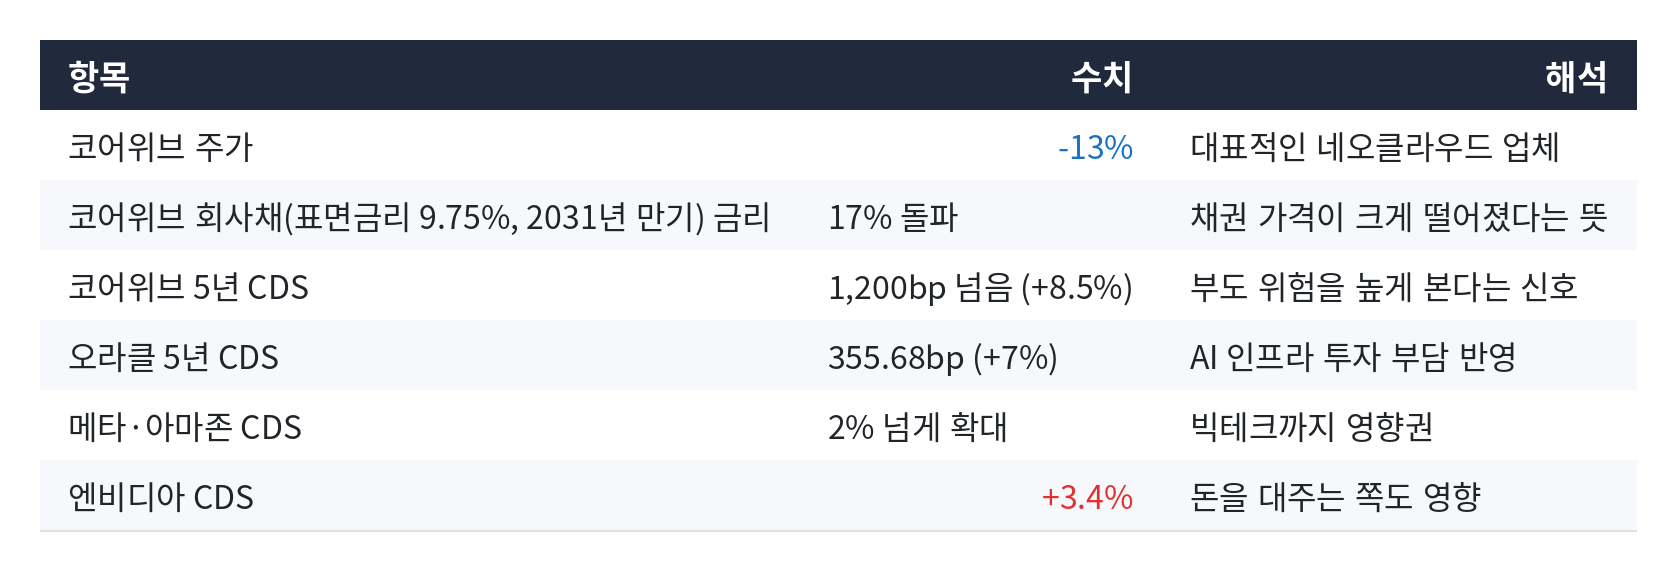 항목 수치 해석
코어위브 주가 -13% 대표적인 네오클라우드 업체
코어위브 회사채(표면금리 9.75%, 2031년 만기) 금리 17% 돌파 채권 가격이 크게 떨어졌다는 뜻
코어위브 5년 CDS 1,200bp 넘음 (+8.5%) 부도 위험을 높게 본다는 신호
오라클 5년 CDS 355.68bp (+7%) AI 인프라 투자 부담 반영
메타·아마존 CDS 2% 넘게 확대 빅테크까지 영향권
엔비디아 CDS +3.4% 돈을 대주는 쪽도 영향